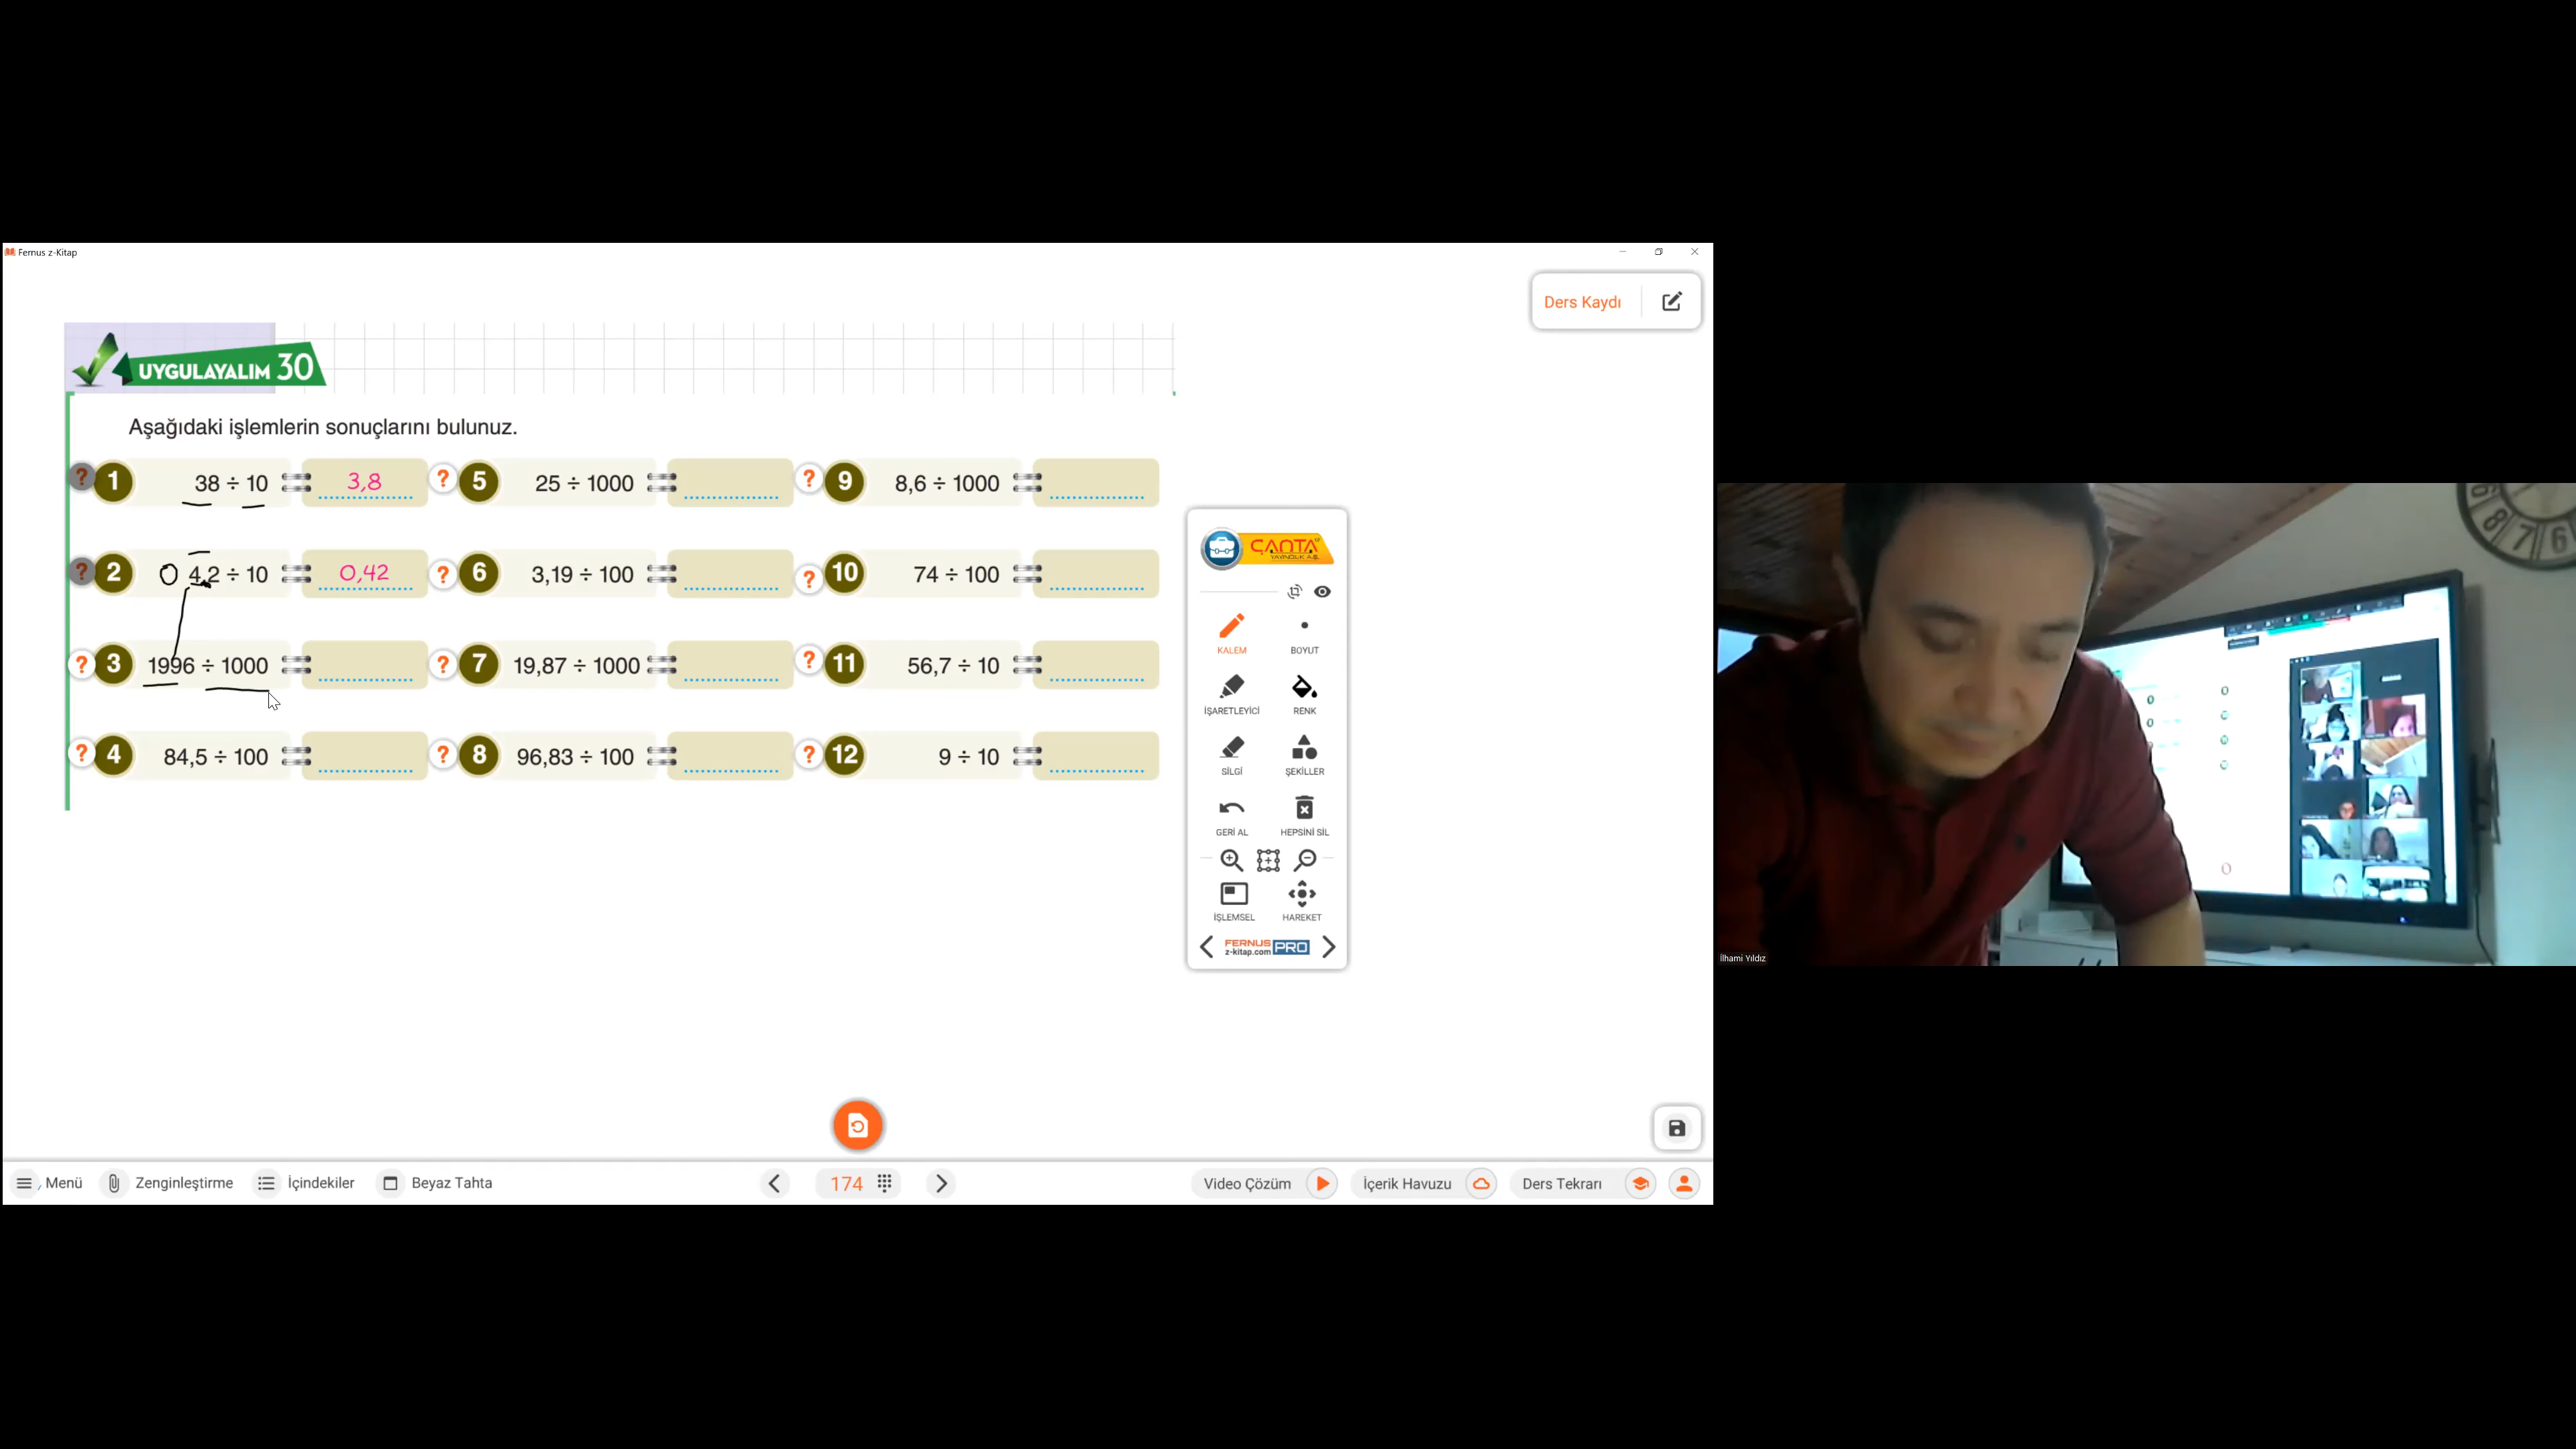 Fernus z-Kitap
Ders Kaydı
UYGULAYALIM 30
Aşağıdaki işlemlerin sonuçlarını bulunuz.
? 1 38 ÷ 10 = 3,8 ? 5 25 ÷ 1000 = ? 9 8,6 ÷ 1000 =
? 2 0 4,2 ÷ 10 = 0,42 ? 6 3,19 ÷ 100 = ? 10 74 ÷ 100 =
? 3 1996 ÷ 1000 = ? 7 19,87 ÷ 1000 = ? 11 56,7 ÷ 10 =
? 4 84,5 ÷ 100 = ? 8 96,83 ÷ 100 = ? 12 9 ÷ 10 =
ÇANTA
YAYINCILIK A.Ş.
KALEM BOYUT
İŞARETLEYİCİ RENK
SİLGİ ŞEKİLLER
GERİ AL HEPSİNİ SİL
İŞLEMSEL HAREKET
FERNUS
z-kitap.com PRO
İlhami Yıldız
Menü Zenginleştirme İçindekiler Beyaz Tahta 174 Video Çözüm İçerik Havuzu Ders Tekrarı